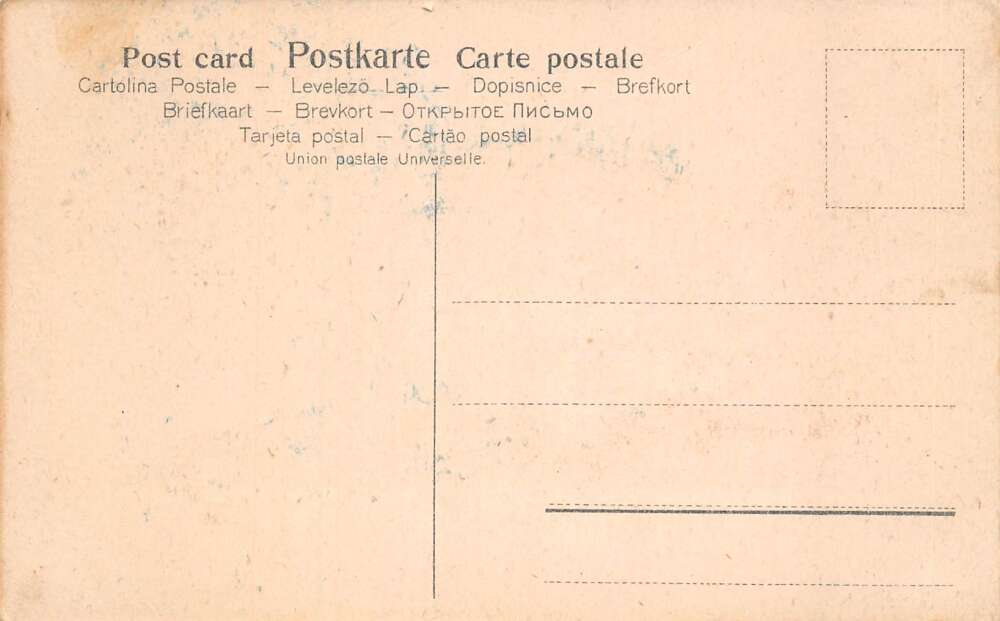 Post card Postkarte Carte postale
Cartolina Postale — Levelező Lap — Dopisnice — Brefkort
Briefkaart — Brevkort — Открытое Письмо
Tarjeta postal — Cartão postal
Union postale Universelle.